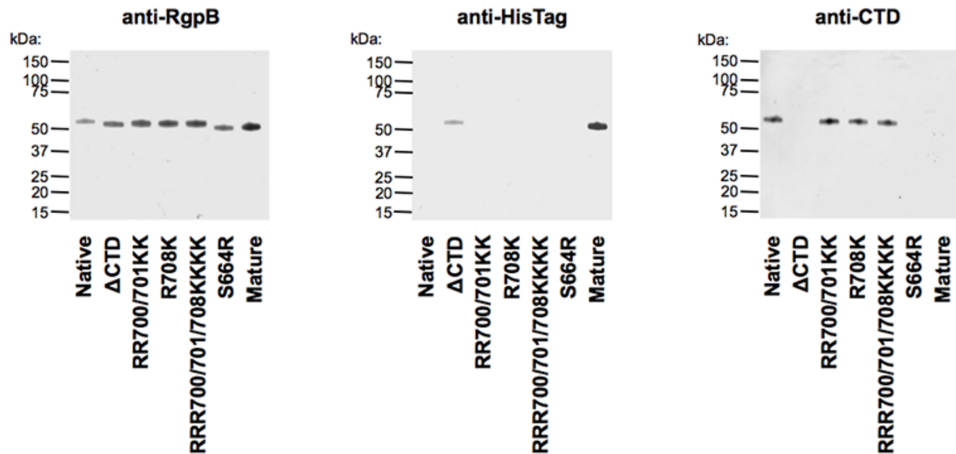 anti-RgpB
kDa:
150
100
75
50
37
25
20
15
Native
ΔCTD
RR700/701KK
R708K
RRR700/701/708KKKK
S664R
Mature
anti-HisTag
kDa:
150
100
75
50
37
25
20
15
Native
ΔCTD
RR700/701KK
R708K
RRR700/701/708KKKK
S664R
Mature
anti-CTD
kDa:
150
100
75
50
37
25
20
15
Native
ΔCTD
RR700/701KK
R708K
RRR700/701/708KKKK
S664R
Mature